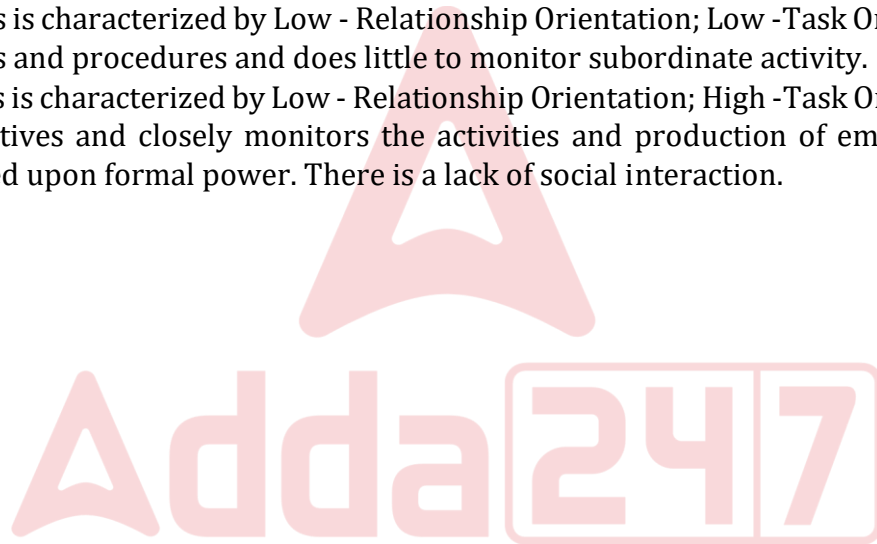 s is characterized by Low - Relationship Orientation; Low -Task Or
s and procedures and does little to monitor subordinate activity.
s is characterized by Low - Relationship Orientation; High -Task Or
tives and closely monitors the activities and production of em
ed upon formal power. There is a lack of social interaction.
Adda247